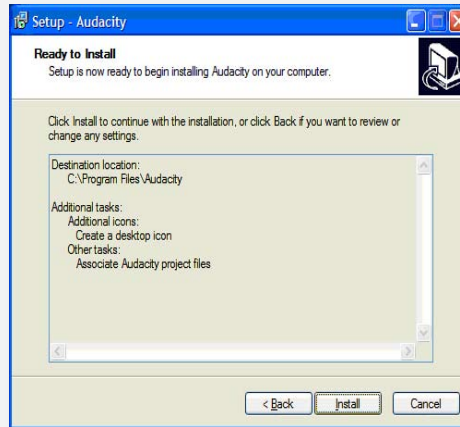 Setup - Audacity
Ready to Install
Setup is now ready to begin installing Audacity on your computer.
Click Install to continue with the installation, or click Back if you want to review or
change any settings.
Destination location:
C:\Program Files\Audacity
Additional tasks:
Additional icons:
Create a desktop icon
Other tasks:
Associate Audacity project files
< Back
Install
Cancel